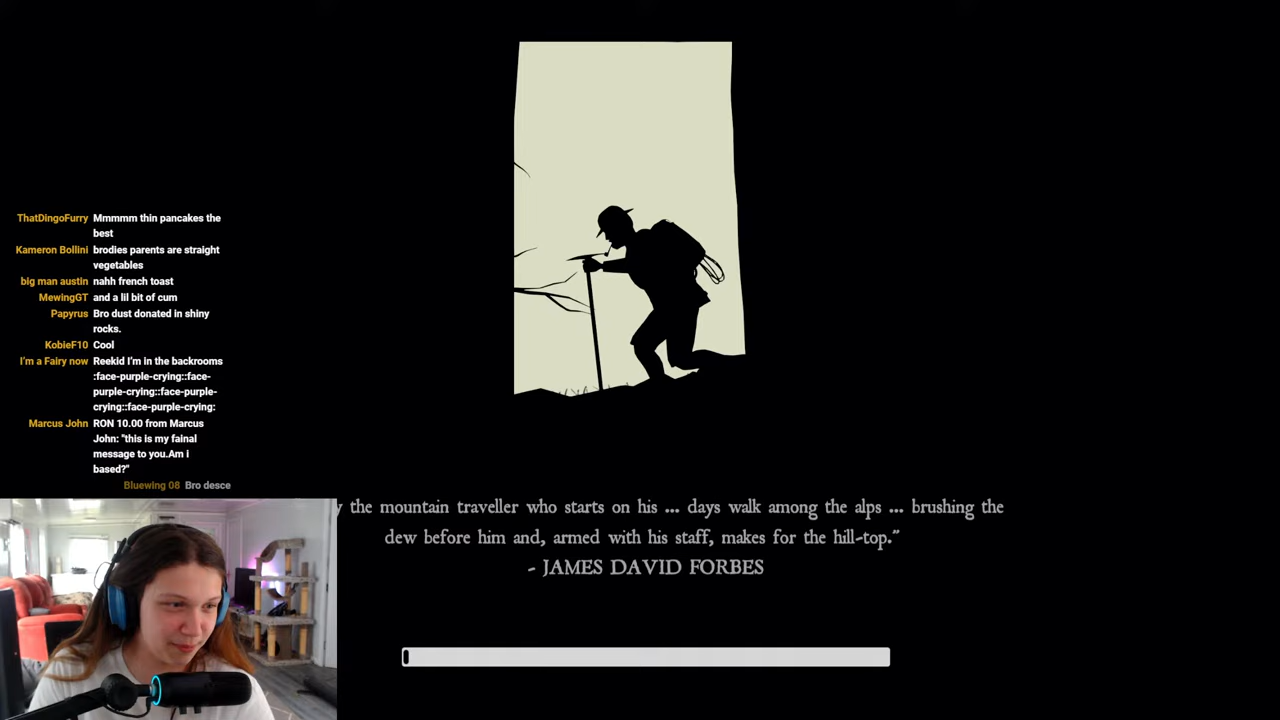 ThatDingoFurry Mmmmm thin pancakes the
best
Kameron Bollini brodies parents are straight
vegetables
big man austin nahh french toast
MewingGT and a lil bit of cum
Papyrus Bro dust donated in shiny
rocks.
KobieF10 Cool
I'm a Fairy now Reekid I'm in the backrooms
:face-purple-crying::face-
purple-crying::face-purple-
crying::face-purple-crying:
Marcus John RON 10.00 from Marcus
John: "this is my fainal
message to you.Am i
based?"
Bluewing 08 Bro desce
the mountain traveller who starts on his ... days walk among the alps ... brushing the
dew before him and, armed with his staff, makes for the hill-top."
- JAMES DAVID FORBES